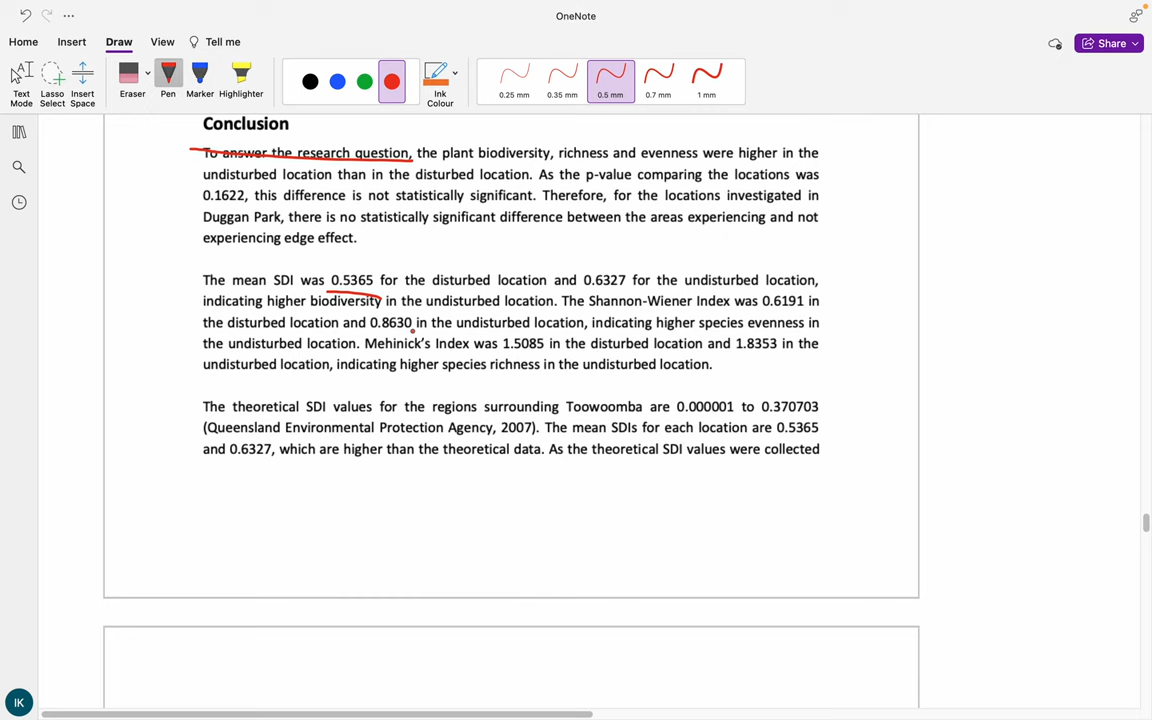 OneNote
Home Insert Draw View Tell me
Share
Text Mode
Lasso Select
Insert Space
Eraser
Pen
Marker
Highlighter
Ink Colour
0.25 mm
0.35 mm
0.5 mm
0.7 mm
1 mm
Conclusion
To answer the research question, the plant biodiversity, richness and evenness were higher in the
undisturbed location than in the disturbed location. As the p-value comparing the locations was
0.1622, this difference is not statistically significant. Therefore, for the locations investigated in
Duggan Park, there is no statistically significant difference between the areas experiencing and not
experiencing edge effect.
The mean SDI was 0.5365 for the disturbed location and 0.6327 for the undisturbed location,
indicating higher biodiversity in the undisturbed location. The Shannon-Wiener Index was 0.6191 in
the disturbed location and 0.8630 in the undisturbed location, indicating higher species evenness in
the undisturbed location. Mehinick's Index was 1.5085 in the disturbed location and 1.8353 in the
undisturbed location, indicating higher species richness in the undisturbed location.
The theoretical SDI values for the regions surrounding Toowoomba are 0.000001 to 0.370703
(Queensland Environmental Protection Agency, 2007). The mean SDIs for each location are 0.5365
and 0.6327, which are higher than the theoretical data. As the theoretical SDI values were collected
IK